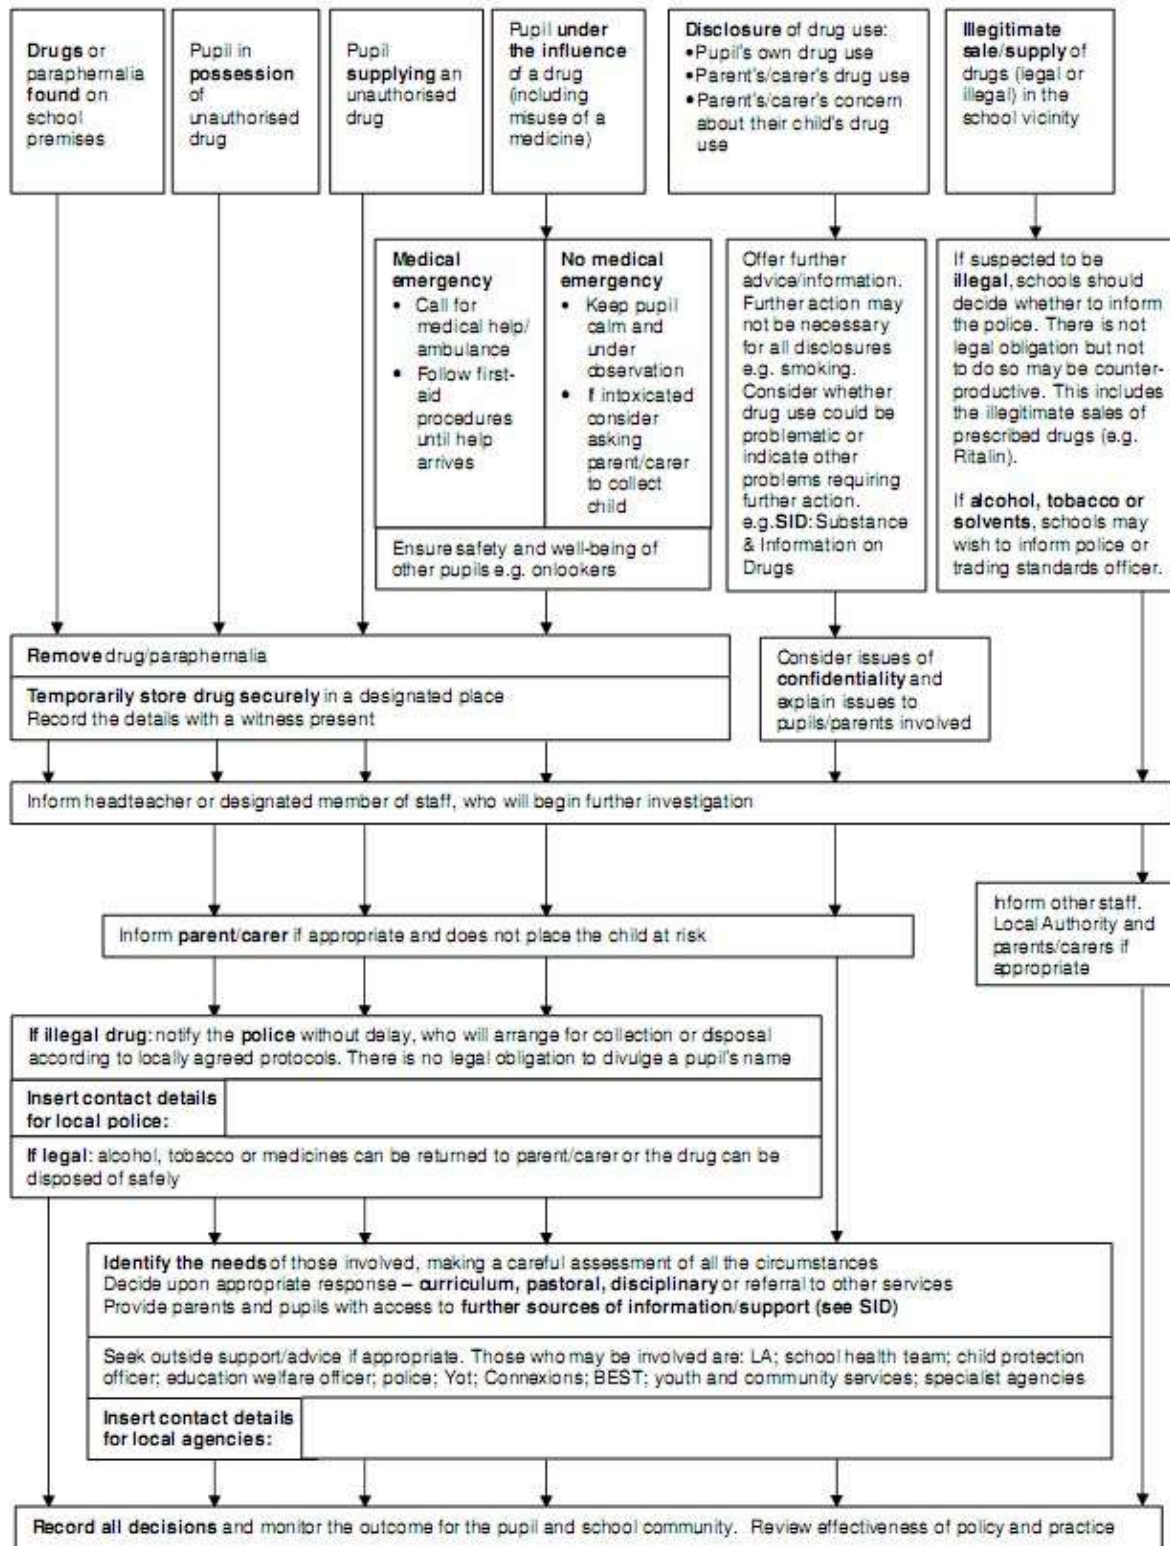 Drugs or
paraphernalia
found on
school
premises
Pupil in
possession
of
unauthorised
drug
Pupil
supplying an
unauthorised
drug
Pupil under
the influence
of a drug
(including
misuse of a
medicine)
Disclosure of drug use:
•Pupil's own drug use
•Parent's/carer's drug use
•Parent's/carer's concern
about their child's drug
use
Illegitimate
sale/supply of
drugs (legal or
illegal) in the
school vicinity
Medical
emergency
• Call for
medical help/
ambulance
• Follow first-
aid
procedures
until help
arrives
No medical
emergency
• Keep pupil
calm and
under
observation
• If intoxicated
consider
asking
parent/carer
to collect
child
Ensure safety and well-being of
other pupils e.g. onlookers
Offer further
advice/information.
Further action may
not be necessary
for all disclosures
e.g. smoking.
Consider whether
drug use could be
problematic or
indicate other
problems requiring
further action.
e.g.SID: Substance
& Information on
Drugs
If suspected to be
illegal, schools should
decide whether to inform
the police. There is not
legal obligation but not
to do so may be counter-
productive. This includes
the illegitimate sales of
prescribed drugs (e.g.
Ritalin).
If alcohol, tobacco or
solvents, schools may
wish to inform police or
trading standards officer.
Remove drug/paraphernalia
Temporarily store drug securely in a designated place
Record the details with a witness present
Consider issues of
confidentiality and
explain issues to
pupils/parents involved
Inform headteacher or designated member of staff, who will begin further investigation
Inform parent/carer if appropriate and does not place the child at risk
Inform other staff.
Local Authority and
parents/carers if
appropriate
If illegal drug: notify the police without delay, who will arrange for collection or disposal
according to locally agreed protocols. There is no legal obligation to divulge a pupil's name
Insert contact details
for local police:
If legal: alcohol, tobacco or medicines can be returned to parent/carer or the drug can be
disposed of safely
Identify the needs of those involved, making a careful assessment of all the circumstances
Decide upon appropriate response – curriculum, pastoral, disciplinary or referral to other services
Provide parents and pupils with access to further sources of information/support (see SID)
Seek outside support/advice if appropriate. Those who may be involved are: LA; school health team; child protection
officer; education welfare officer; police; Yot; Connexions; BEST; youth and community services; specialist agencies
Insert contact details
for local agencies:
Record all decisions and monitor the outcome for the pupil and school community. Review effectiveness of policy and practice